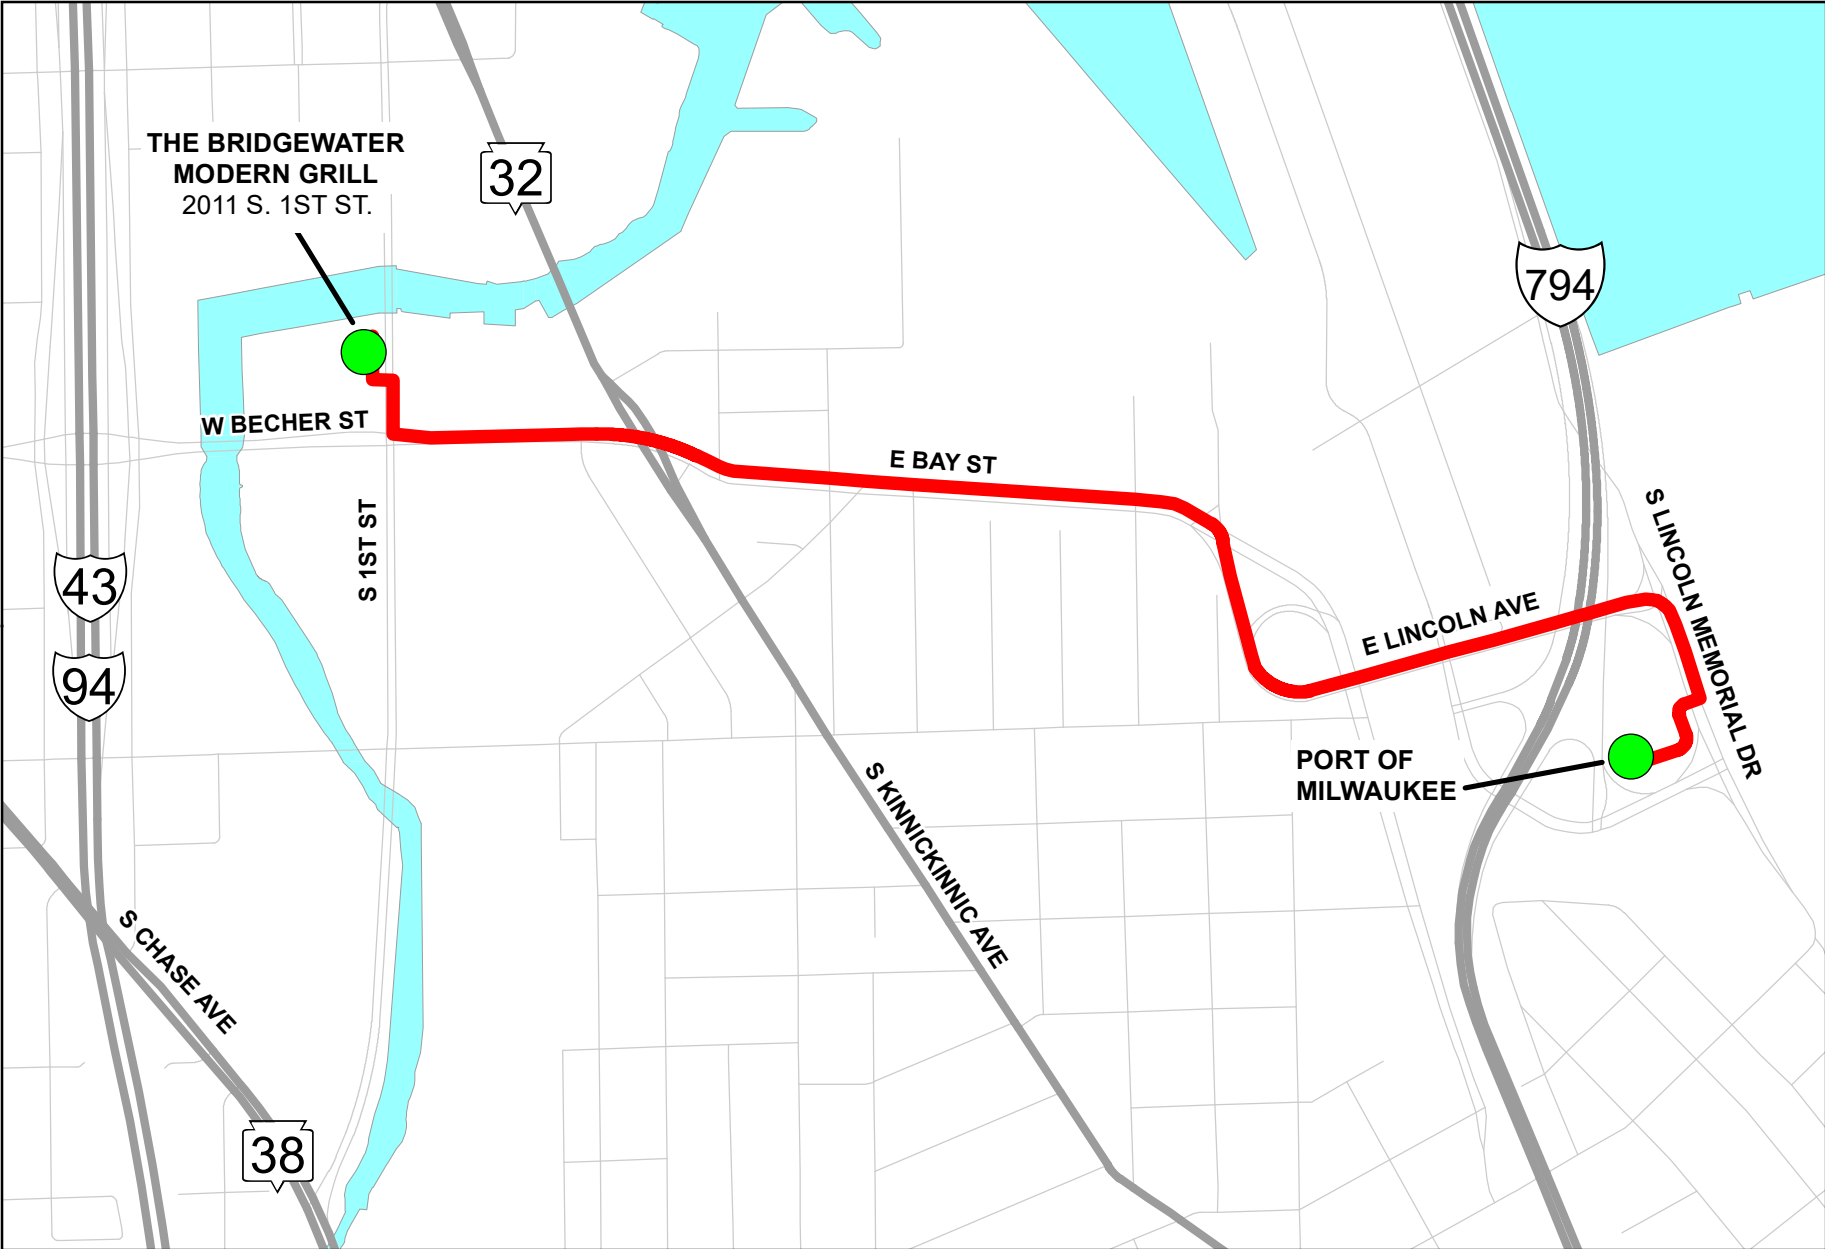 THE BRIDGEWATER
MODERN GRILL
2011 S. 1ST ST.
32
794
W BECHER ST
E BAY ST
S 1ST ST
S LINCOLN MEMORIAL DR
43
94
E LINCOLN AVE
PORT OF
MILWAUKEE
S KINNICKINNIC AVE
S CHASE AVE
38